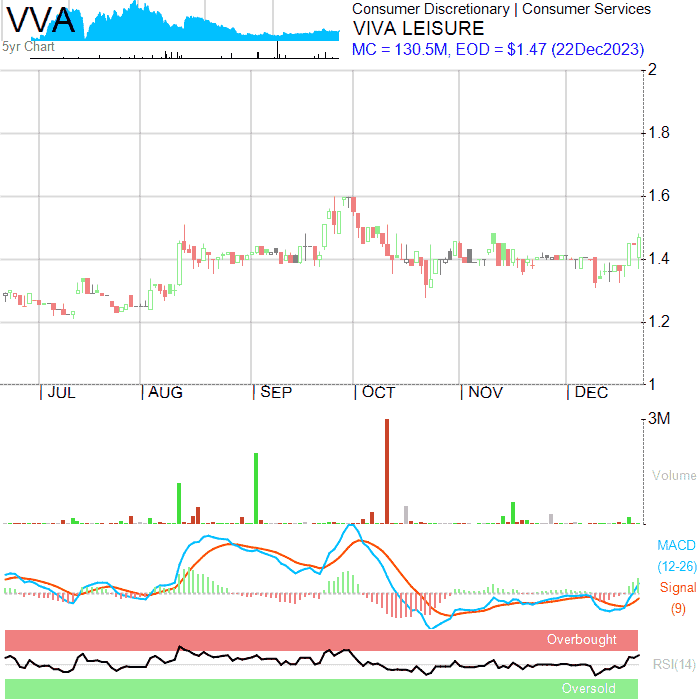 VVA
5yr Chart
Consumer Discretionary | Consumer Services
VIVA LEISURE
MC = 130.5M, EOD = $1.47 (22Dec2023)
2
1.8
1.6
1.4
1.2
1
| JUL | AUG | SEP | OCT | NOV | DEC
3M
Volume
MACD
(12-26)
Signal
(9)
Overbought
RSI(14)
Oversold